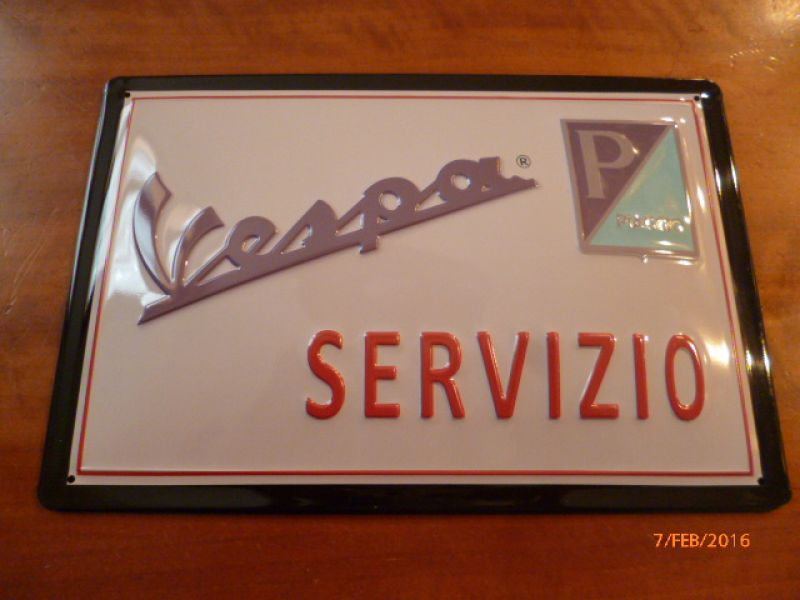 Vespa®
P
PIAGGIO
SERVIZIO
7/FEB/2016